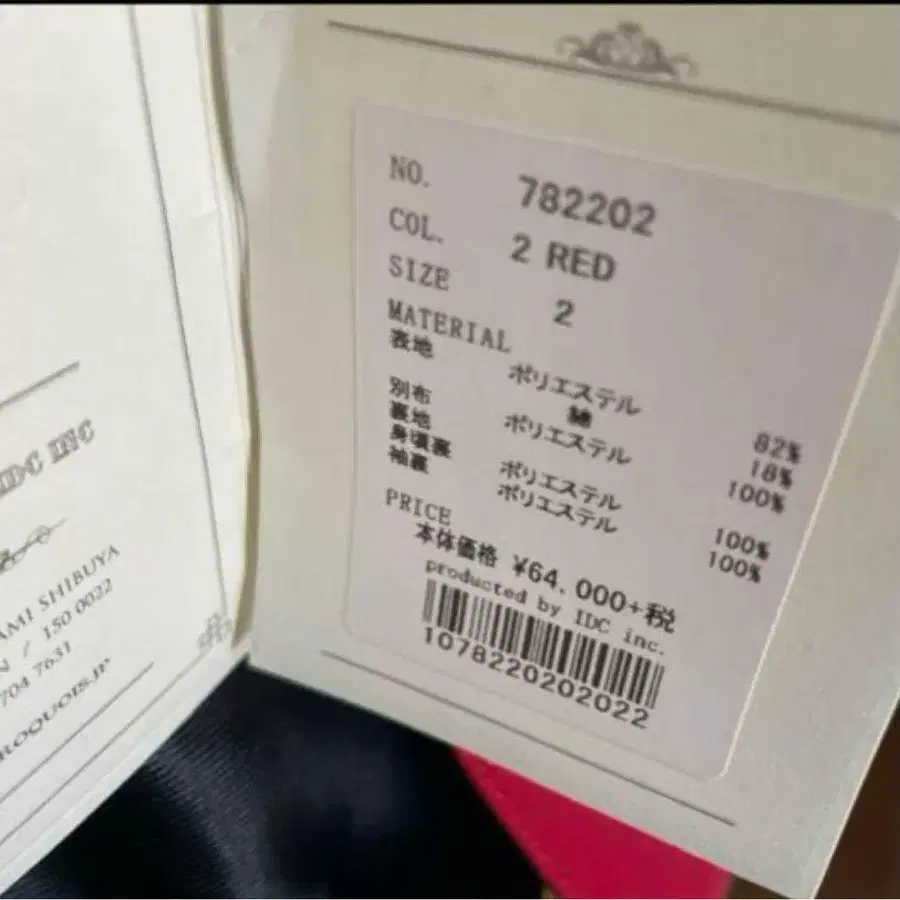 IDC INC
AMI SHIBUYA
N / 150 0022
704 7631
ROQUOIS.JP
NO. 782202
COL. 2 RED
SIZE 2
MATERIAL
表地 ポリエステル 82%
綿 18%
別布 ポリエステル 100%
裏地
身頃裏 ポリエステル 100%
袖裏 ポリエステル 100%
PRICE
本体価格 ¥64,000+税
producted by IDC inc.
1078220202022